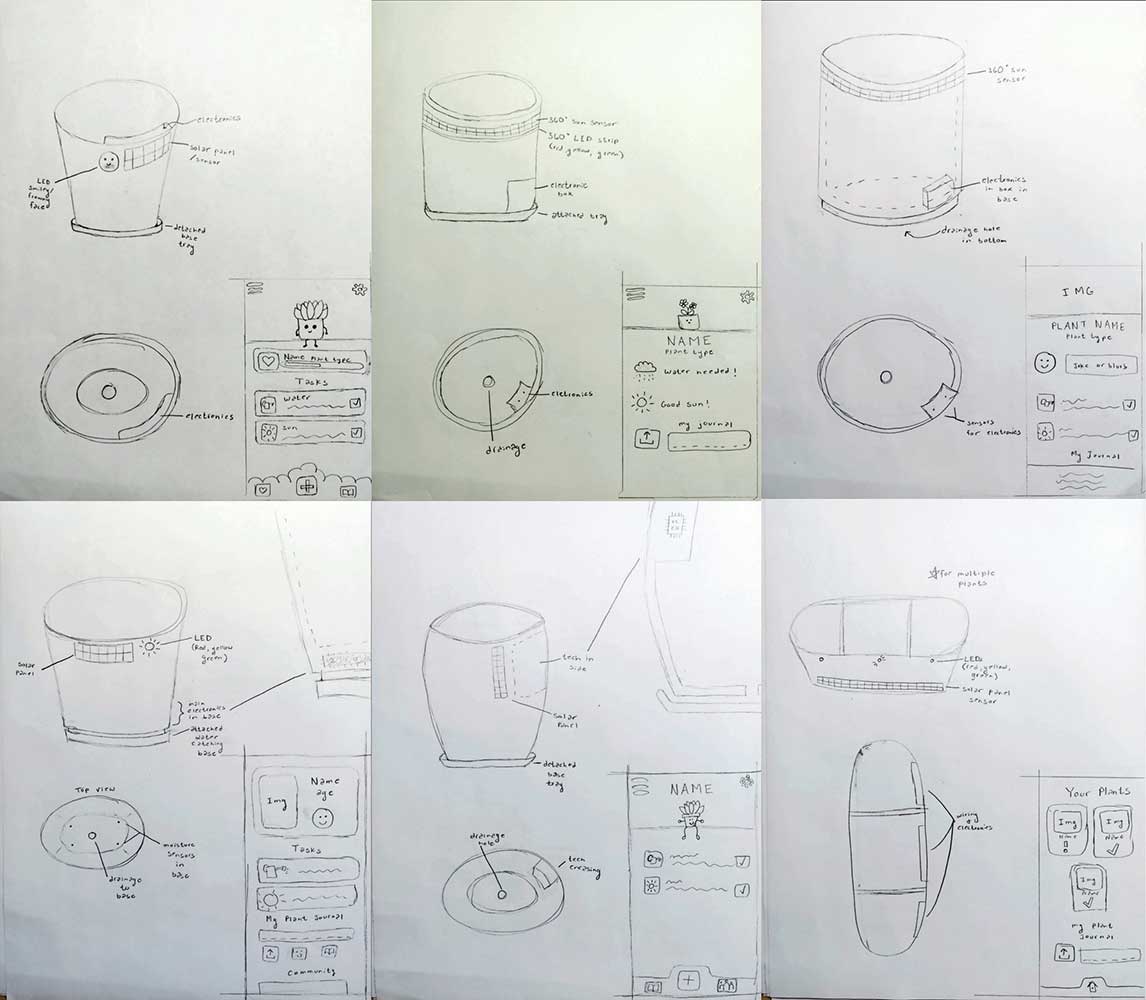 electronics
solar panel
/sensor
LED
smiley/
frowny
face
detached
base
tray
electronics
Name Plant type
Tasks
water
sun
360° sun sensor
360° LED strip
(red, yellow, green)
electronic
box
attached tray
eletronics
drainage
NAME
Plant type
Water needed!
Good sun!
my journal
360° sun
sensor
electronics
in box in
base
drainage hole
in bottom
sensors
for electronics
IMG
PLANT NAME
Plant type
Joke or blurb
My Journal
LED
(Red, yellow
green)
solar
Panel
main
electronics
in base
attached
water
catching
base
Top view
moisture
sensors
in
base
drainage
to
base
Img
Name
age
Tasks
My Plant Journal
Community
tech in
side
Solar
Panel
detached
base
tray
drainage
hole
tech
NAME
☆for multiple
plants
LEDs
(red, yellow,
green)
solar panel
sensor
wiring &
electronics
Your Plants
Img
Name
Img
Name
Img
Name
my plant
journal